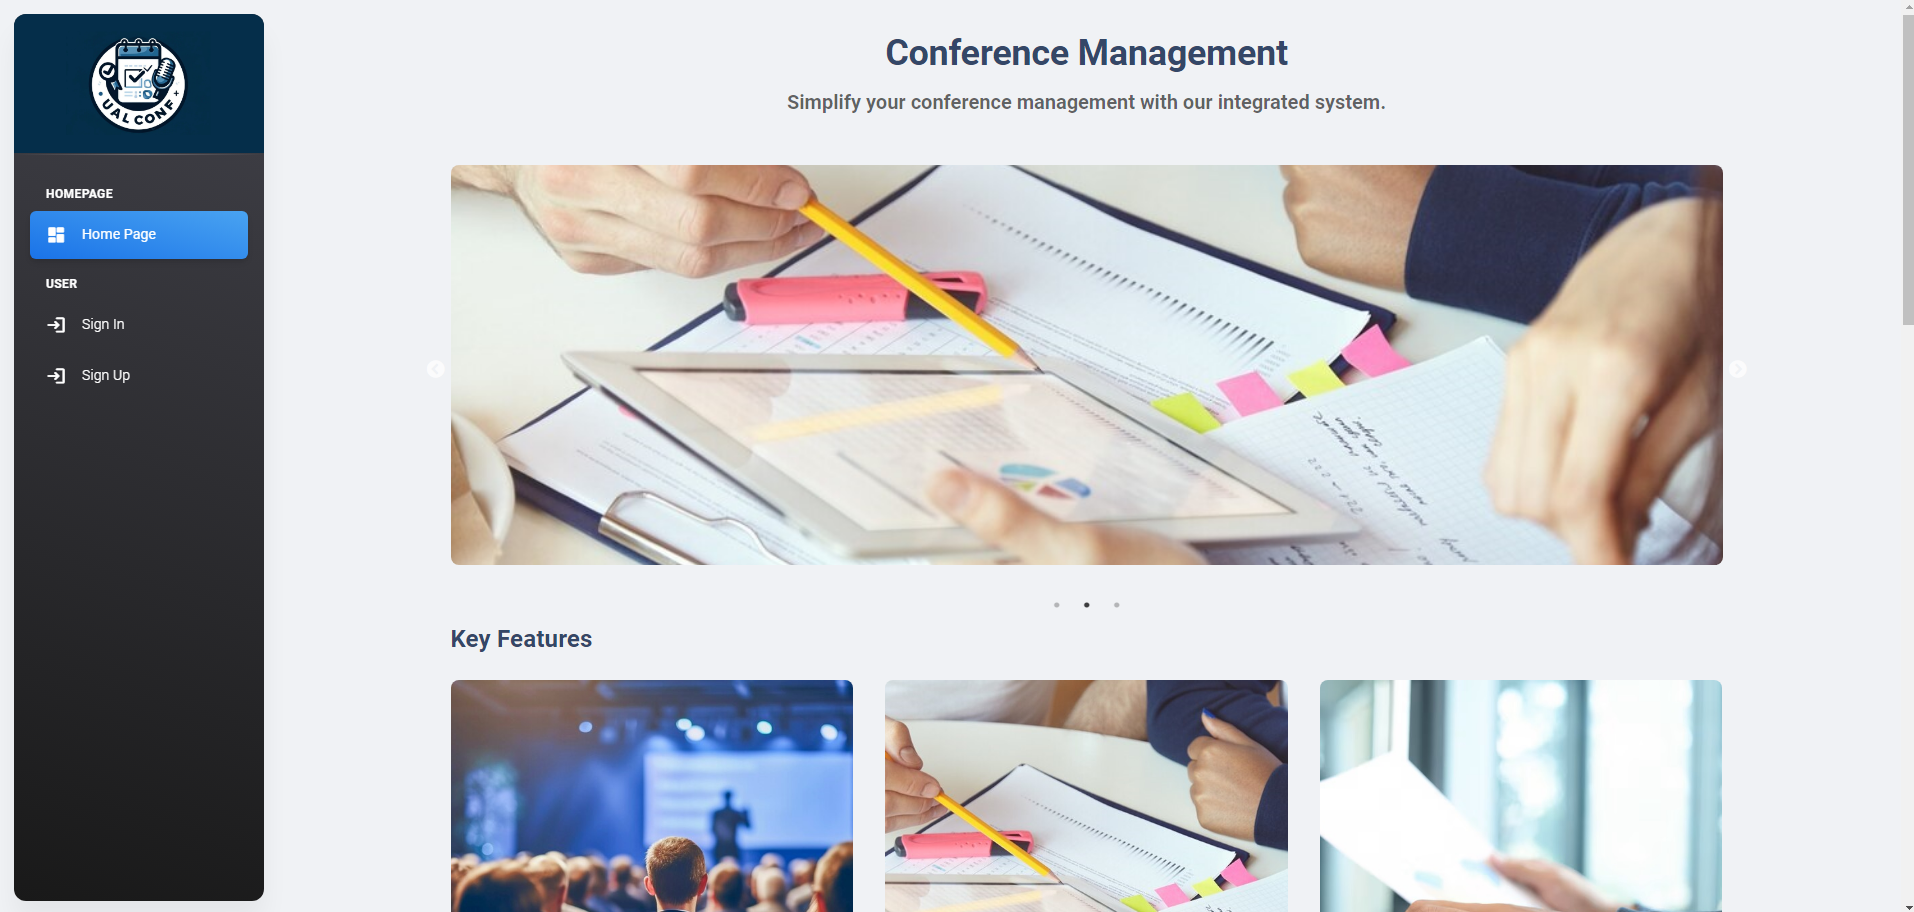 UAL CONF
HOMEPAGE
Home Page
USER
Sign In
Sign Up
Conference Management
Simplify your conference management with our integrated system.
Key Features